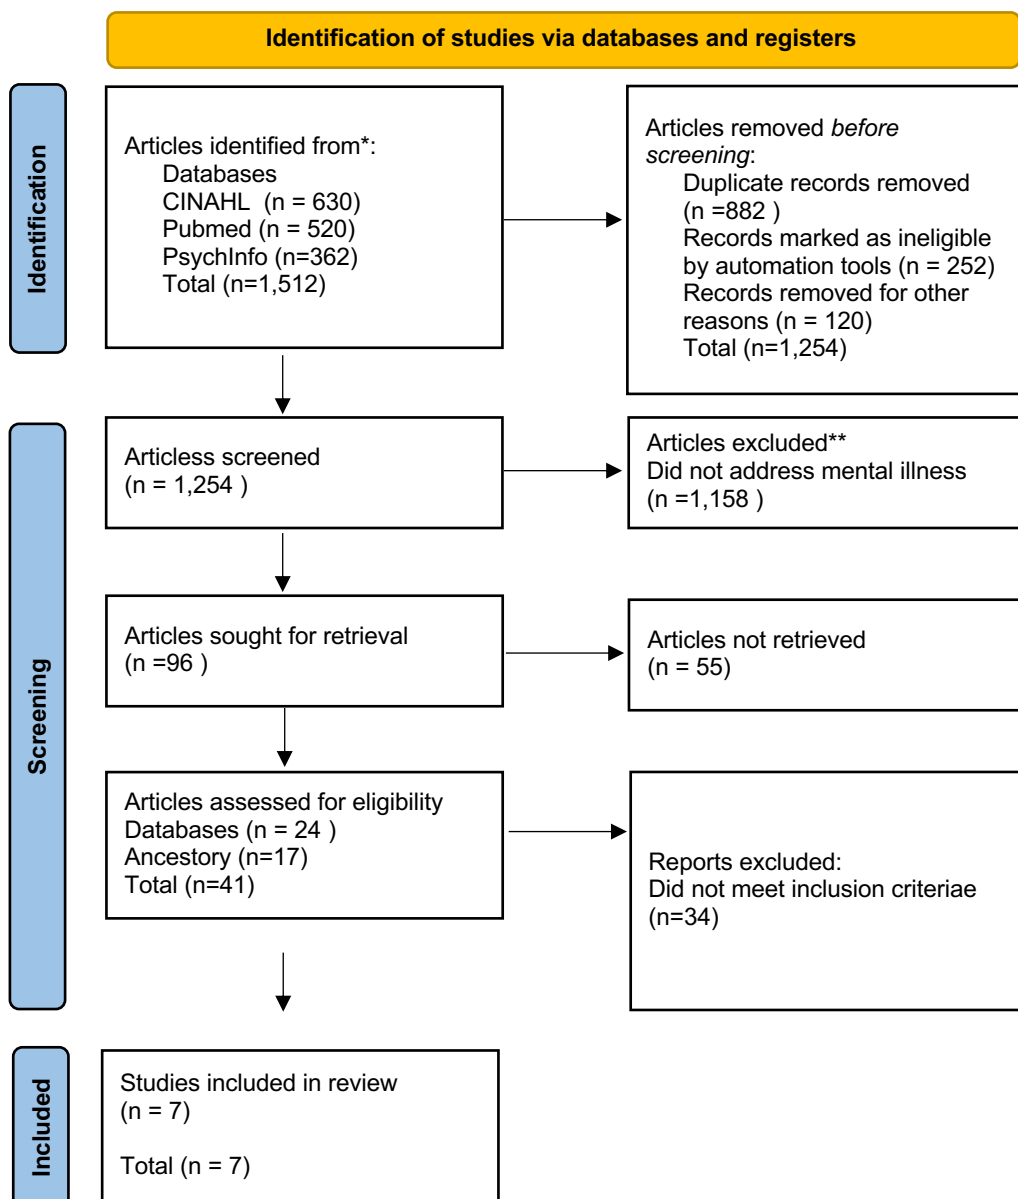 Identification of studies via databases and registers
Identification
Articles identified from*:
Databases
CINAHL  (n = 630)
Pubmed (n = 520)
PsychInfo (n=362)
Total (n=1,512)
Articles removed before
screening:
Duplicate records removed
(n =882 )
Records marked as ineligible
by automation tools (n = 252)
Records removed for other
reasons (n = 120)
Total (n=1,254)
Screening
Articless screened
(n = 1,254 )
Articles excluded**
Did not address mental illness
(n =1,158 )
Articles sought for retrieval
(n =96 )
Articles not retrieved
(n = 55)
Articles assessed for eligibility
Databases (n = 24 )
Ancestory (n=17)
Total (n=41)
Reports excluded:
Did not meet inclusion criteriae
(n=34)
Included
Studies included in review
(n = 7)
Total (n = 7)